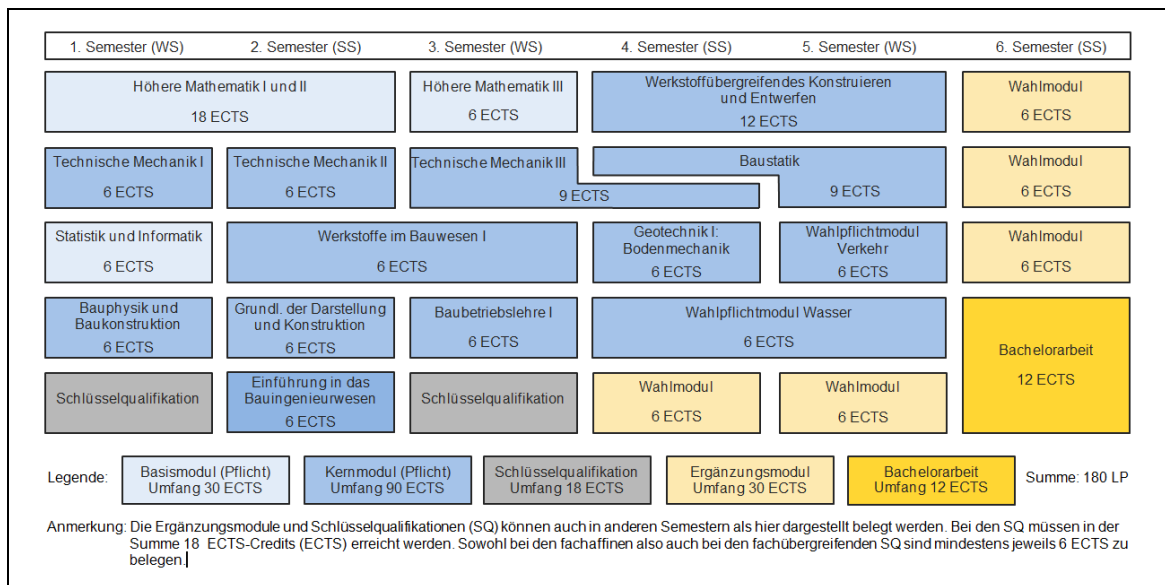 1. Semester (WS) 2. Semester (SS) 3. Semester (WS) 4. Semester (SS) 5. Semester (WS) 6. Semester (SS)
Höhere Mathematik I und II
18 ECTS
Höhere Mathematik III
6 ECTS
Werkstoffübergreifendes Konstruieren
und Entwerfen
12 ECTS
Wahlmodul
6 ECTS
Technische Mechanik I
6 ECTS
Technische Mechanik II
6 ECTS
Technische Mechanik III
9 ECTS
Baustatik
9 ECTS
Wahlmodul
6 ECTS
Statistik und Informatik
6 ECTS
Werkstoffe im Bauwesen I
6 ECTS
Geotechnik I:
Bodenmechanik
6 ECTS
Wahlpflichtmodul
Verkehr
6 ECTS
Wahlmodul
6 ECTS
Bauphysik und
Baukonstruktion
6 ECTS
Grundl. der Darstellung
und Konstruktion
6 ECTS
Baubetriebslehre I
6 ECTS
Wahlpflichtmodul Wasser
6 ECTS
Bachelorarbeit
12 ECTS
Schlüsselqualifikation
Einführung in das
Bauingenieurwesen
6 ECTS
Schlüsselqualifikation
Wahlmodul
6 ECTS
Wahlmodul
6 ECTS
Legende:
Basismodul (Pflicht)
Umfang 30 ECTS
Kernmodul (Pflicht)
Umfang 90 ECTS
Schlüsselqualifikation
Umfang 18 ECTS
Ergänzungsmodul
Umfang 30 ECTS
Bachelorarbeit
Umfang 12 ECTS
Summe: 180 LP
Anmerkung: Die Ergänzungsmodule und Schlüsselqualifikationen (SQ) können auch in anderen Semestern als hier dargestellt belegt werden. Bei den SQ müssen in der
Summe 18 ECTS-Credits (ECTS) erreicht werden. Sowohl bei den fachaffinen also auch bei den fachübergreifenden SQ sind mindestens jeweils 6 ECTS zu
belegen.